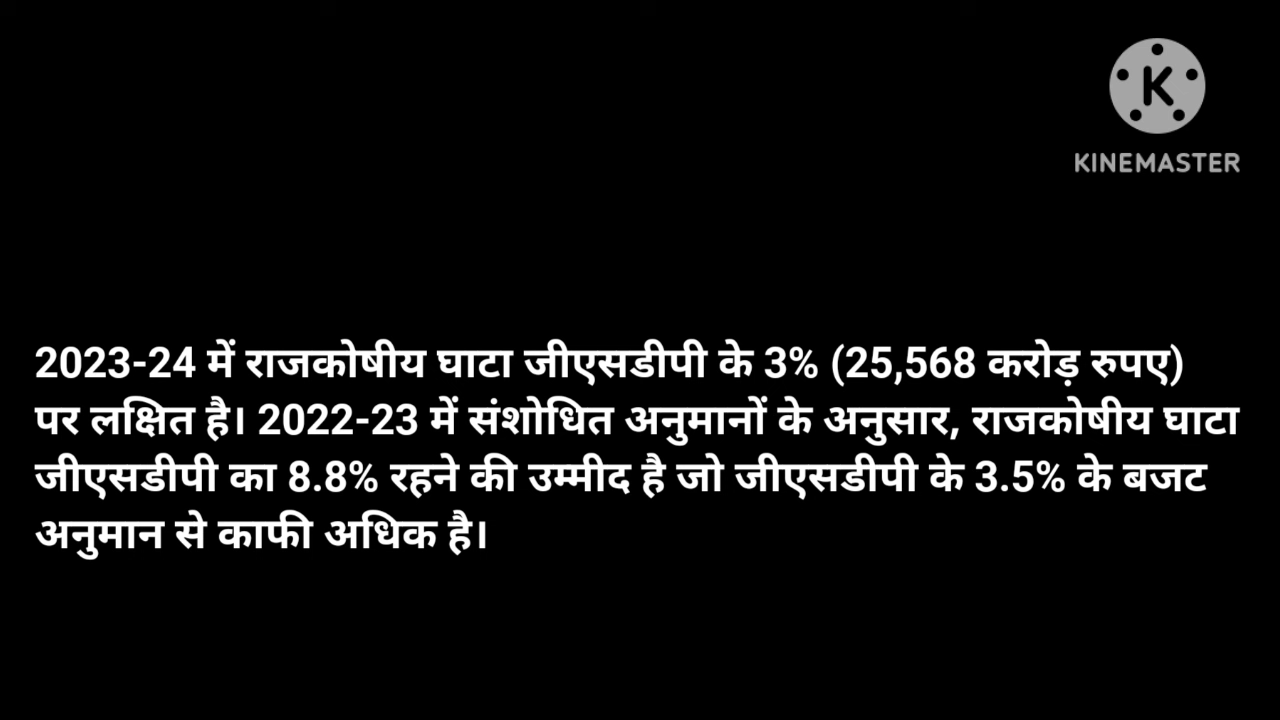 KINEMASTER
2023-24 में राजकोषीय घाटा जीएसडीपी के 3% (25,568 करोड़ रुपए)
पर लक्षित है। 2022-23 में संशोधित अनुमानों के अनुसार, राजकोषीय घाटा
जीएसडीपी का 8.8% रहने की उम्मीद है जो जीएसडीपी के 3.5% के बजट
अनुमान से काफी अधिक है।